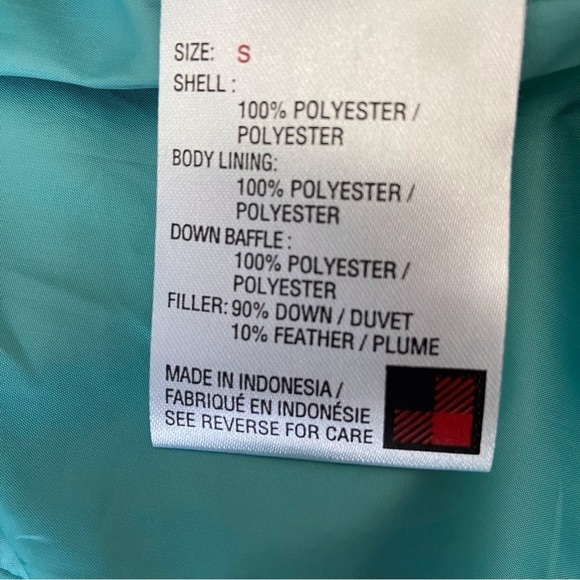 SIZE: S
SHELL :
100% POLYESTER /
POLYESTER
BODY LINING:
100% POLYESTER /
POLYESTER
DOWN BAFFLE :
100% POLYESTER /
POLYESTER
FILLER: 90% DOWN / DUVET
10% FEATHER / PLUME
MADE IN INDONESIA /
FABRIQUÉ EN INDONÉSIE
SEE REVERSE FOR CARE